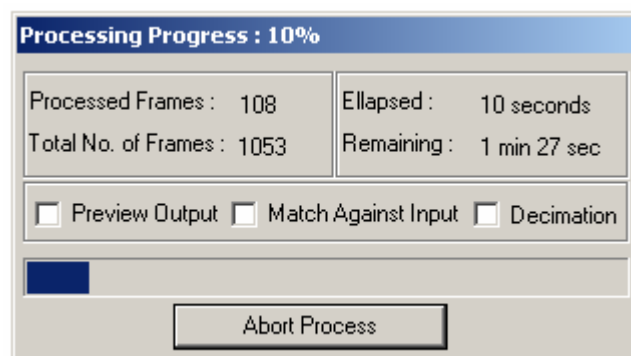 Processing Progress : 10%
Processed Frames : 108
Total No. of Frames : 1053
Ellapsed : 10 seconds
Remaining : 1 min 27 sec
Preview Output Match Against Input Decimation
Abort Process